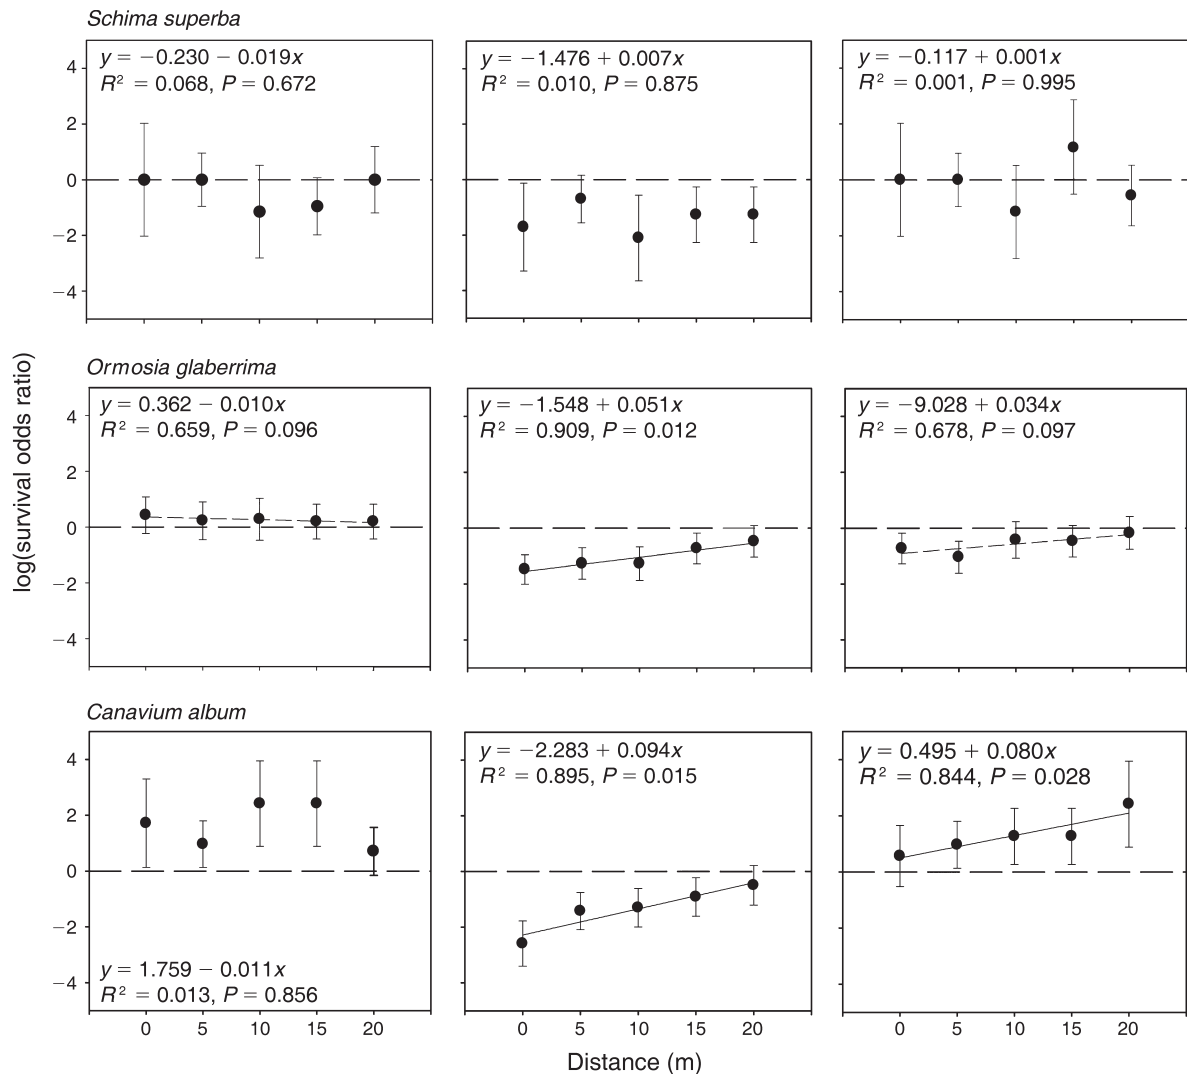 Schima superba
y = −0.230 − 0.019x
R² = 0.068, P = 0.672
y = −1.476 + 0.007x
R² = 0.010, P = 0.875
y = −0.117 + 0.001x
R² = 0.001, P = 0.995
4
2
0
−2
−4
Ormosia glaberrima
y = 0.362 − 0.010x
R² = 0.659, P = 0.096
y = −1.548 + 0.051x
R² = 0.909, P = 0.012
y = −9.028 + 0.034x
R² = 0.678, P = 0.097
4
2
0
−2
−4
log(survival odds ratio)
Canavium album
y = −2.283 + 0.094x
R² = 0.895, P = 0.015
y = 0.495 + 0.080x
R² = 0.844, P = 0.028
4
2
0
−2
−4
y = 1.759 − 0.011x
R² = 0.013, P = 0.856
0 5 10 15 20
0 5 10 15 20
0 5 10 15 20
Distance (m)